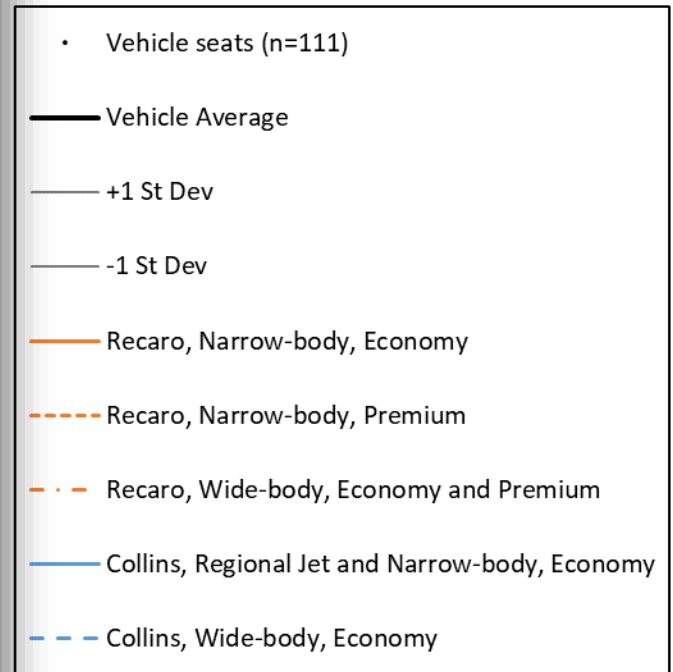 Vehicle seats (n=111)
Vehicle Average
+1 St Dev
-1 St Dev
Recaro, Narrow-body, Economy
Recaro, Narrow-body, Premium
Recaro, Wide-body, Economy and Premium
Collins, Regional Jet and Narrow-body, Economy
Collins, Wide-body, Economy